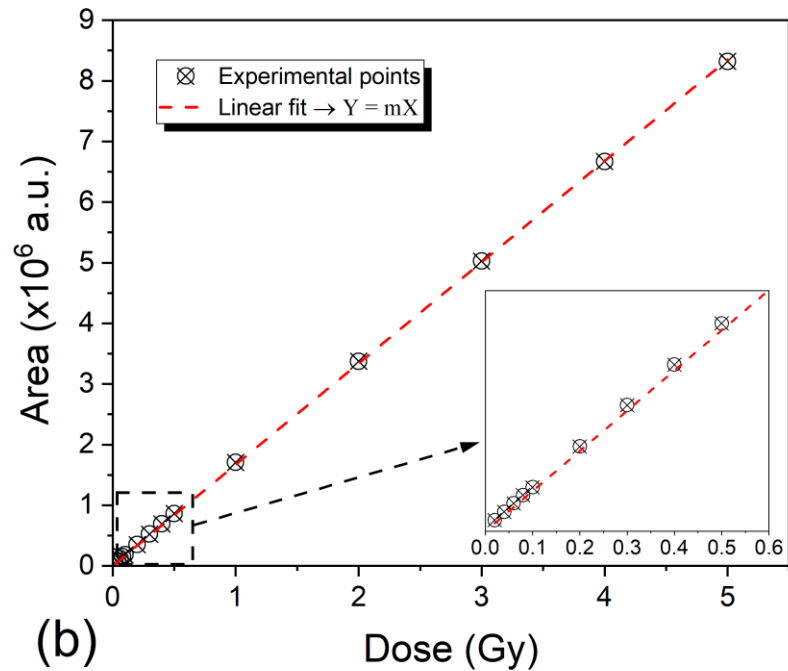 9
8
7
6
5
4
3
2
1
0
Area (x10⁶ a.u.)
Experimental points
Linear fit → Y = mX
0.0 0.1 0.2 0.3 0.4 0.5 0.6
0 1 2 3 4 5
(b) Dose (Gy)